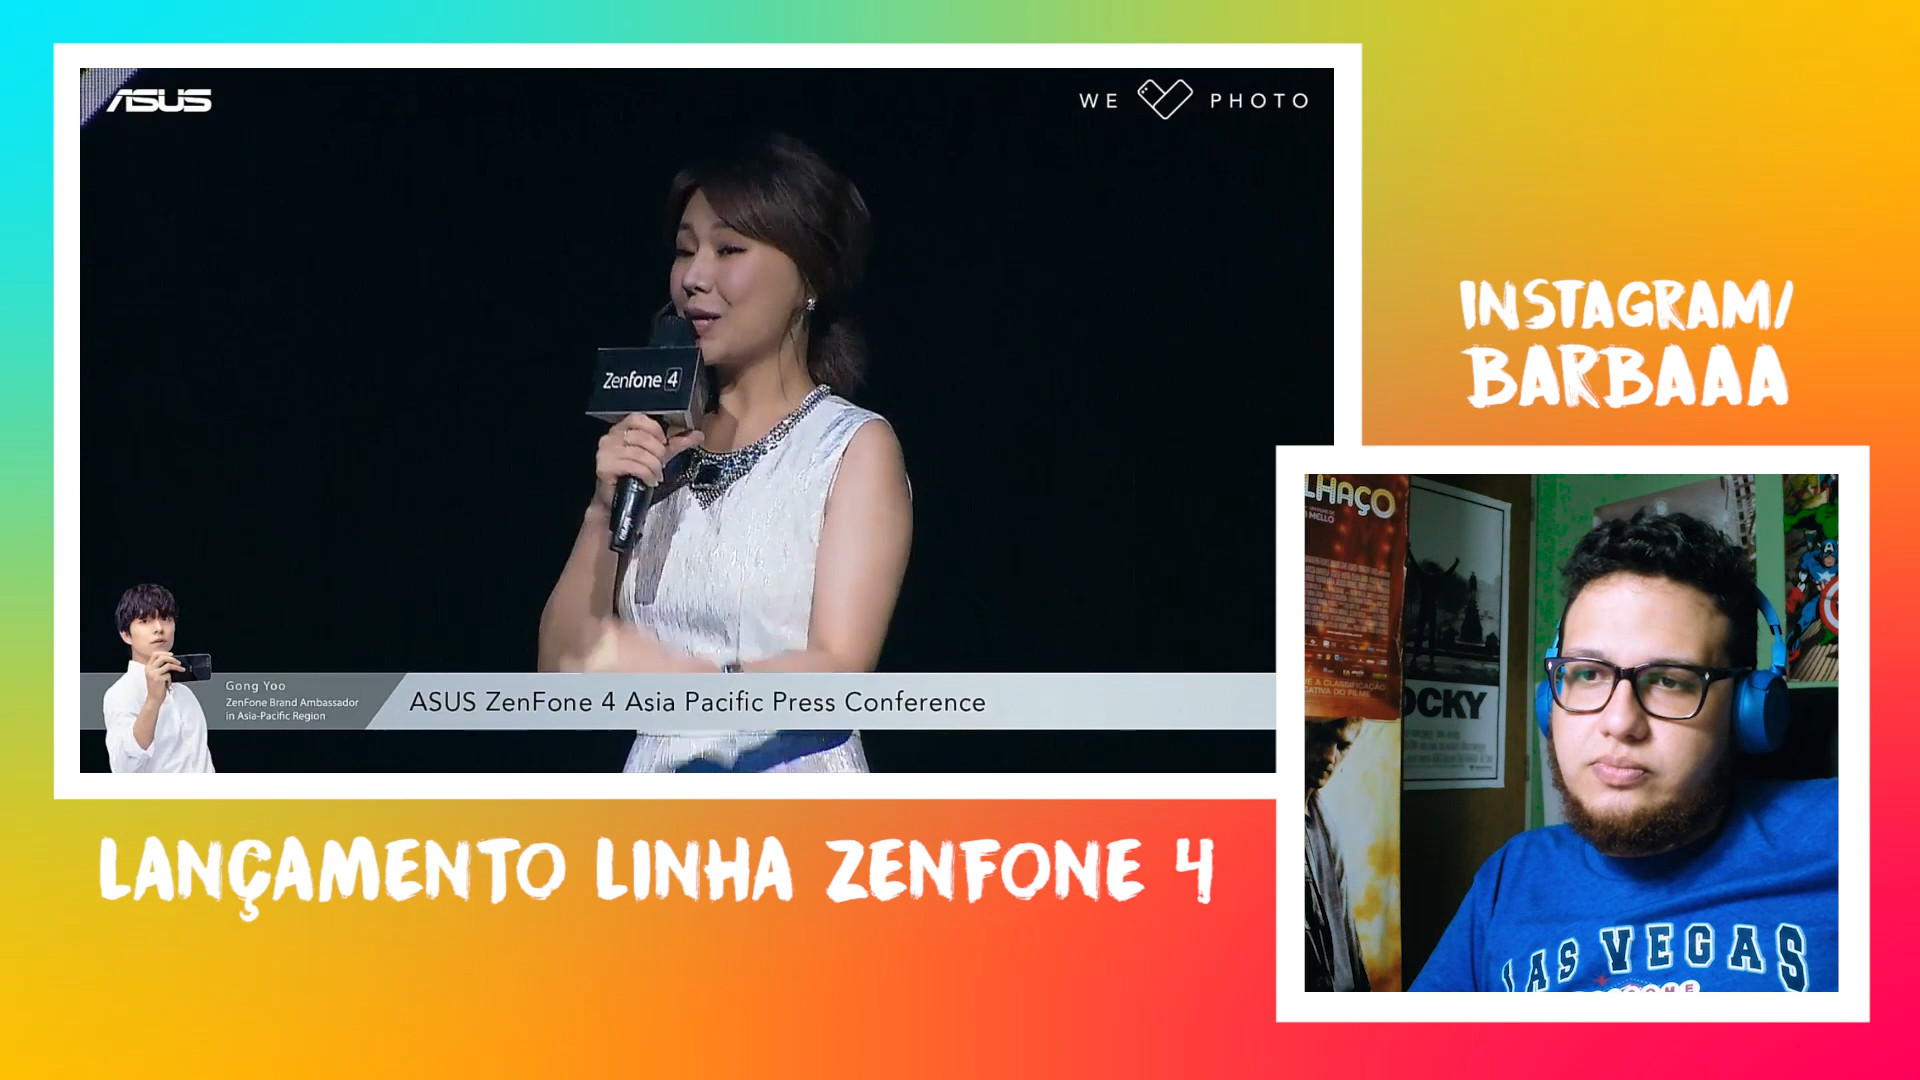 ASUS
WE PHOTO
Zenfone 4
Gong Yoo
ZenFone Brand Ambassador
in Asia-Pacific Region
ASUS ZenFone 4 Asia Pacific Press Conference
INSTAGRAM/
BARBAAA
LHAÇO
MELLO
OCKY
LAS VEGAS
LANÇAMENTO LINHA ZENFONE 4